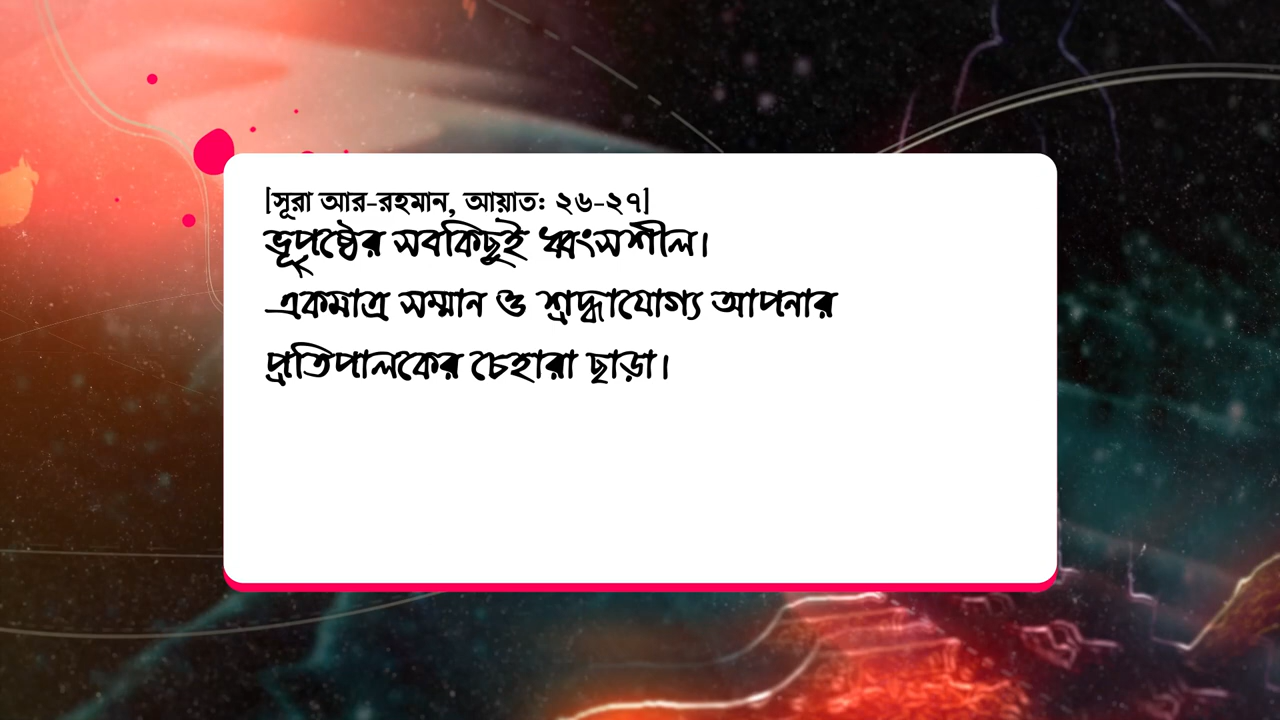 [সূরা আর-রহমান, আয়াত: ২৬-২৭]
ভূপৃষ্ঠের সবকিছুই ধ্বংসশীল।
একমাত্র সম্মান ও শ্রদ্ধাযোগ্য আপনার
প্রতিপালকের চেহারা ছাড়া।